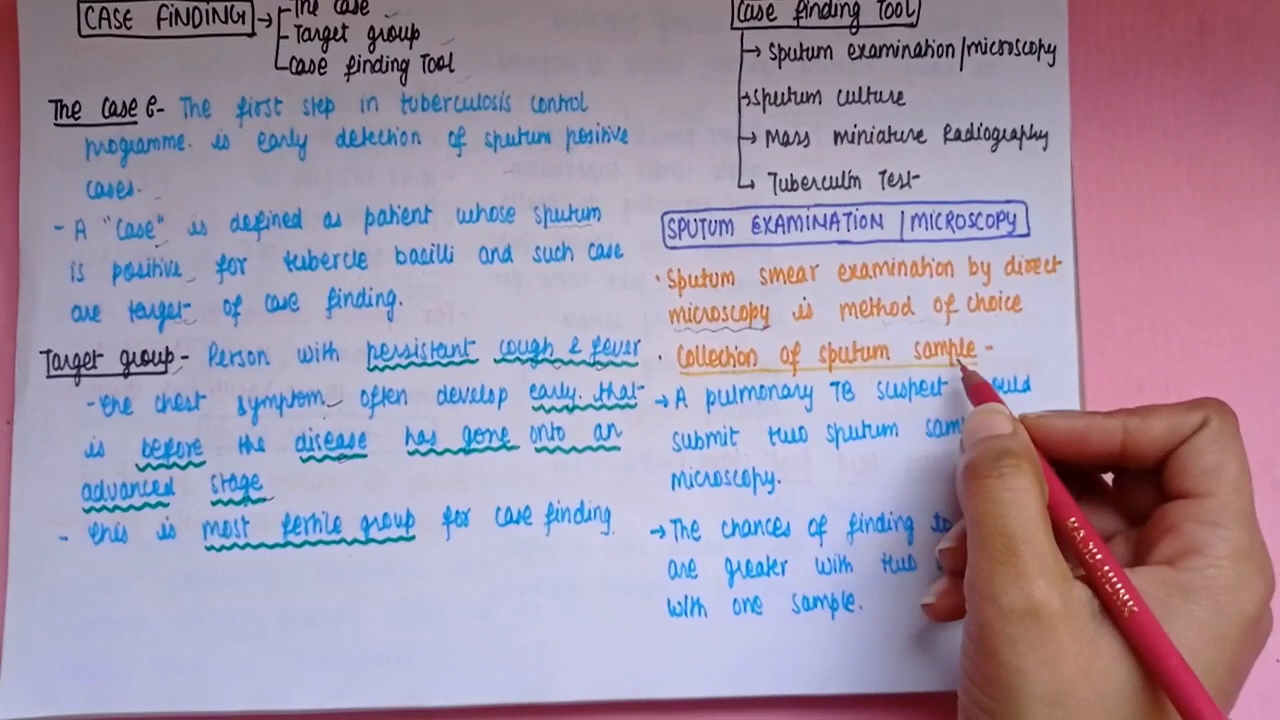 CASE FINDING → The case
Target group
Case finding Tool
The Case :- The first step in tuberculosis control
programme. is early detection of sputum positive
cases.
- A "Case" is defined as patient whose sputum
is positive for tubercle bacilli and such case
are target of case finding.
Target group - Person with persistant cough & fever
- the chest symptom often develop early. that
is before the disease has gone onto an
advanced stage
- this is most fertile group for case finding.
Case finding Tool
→ Sputum examination/microscopy
→ Sputum culture
→ Mass miniature Radiography
→ Tuberculin Test
SPUTUM EXAMINATION | MICROSCOPY
· Sputum smear examination by direct
microscopy is method of choice
· Collection of sputum sample -
→ A pulmonary TB suspect
submit two sputum
microscopy.
→ The chances of finding
are greater with two
with one sample.
HAJU HUNK